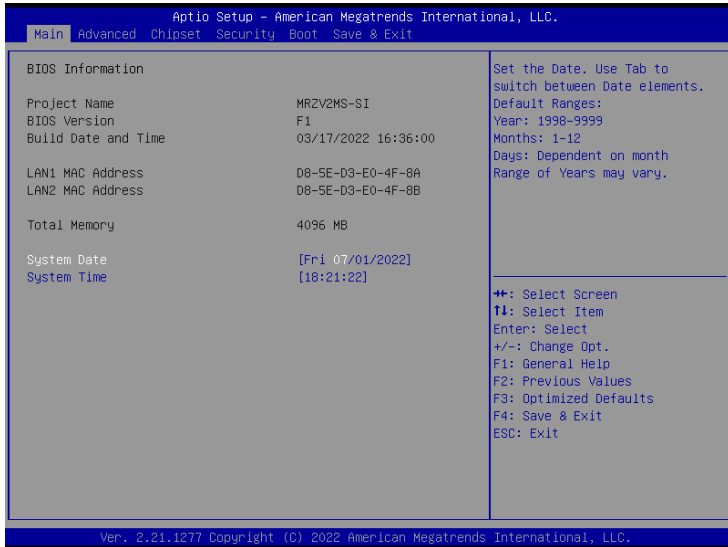 Aptio Setup – American Megatrends International, LLC.
Main Advanced Chipset Security Boot Save & Exit
BIOS Information
Project Name MRZV2MS-SI
BIOS Version F1
Build Date and Time 03/17/2022 16:36:00
LAN1 MAC Address D8-5E-D3-E0-4F-8A
LAN2 MAC Address D8-5E-D3-E0-4F-8B
Total Memory 4096 MB
System Date [Fri 07/01/2022]
System Time [18:21:22]
Set the Date. Use Tab to
switch between Date elements.
Default Ranges:
Year: 1998-9999
Months: 1-12
Days: Dependent on month
Range of Years may vary.
→←: Select Screen
↑↓: Select Item
Enter: Select
+/-: Change Opt.
F1: General Help
F2: Previous Values
F3: Optimized Defaults
F4: Save & Exit
ESC: Exit
Ver. 2.21.1277 Copyright (C) 2022 American Megatrends International, LLC.